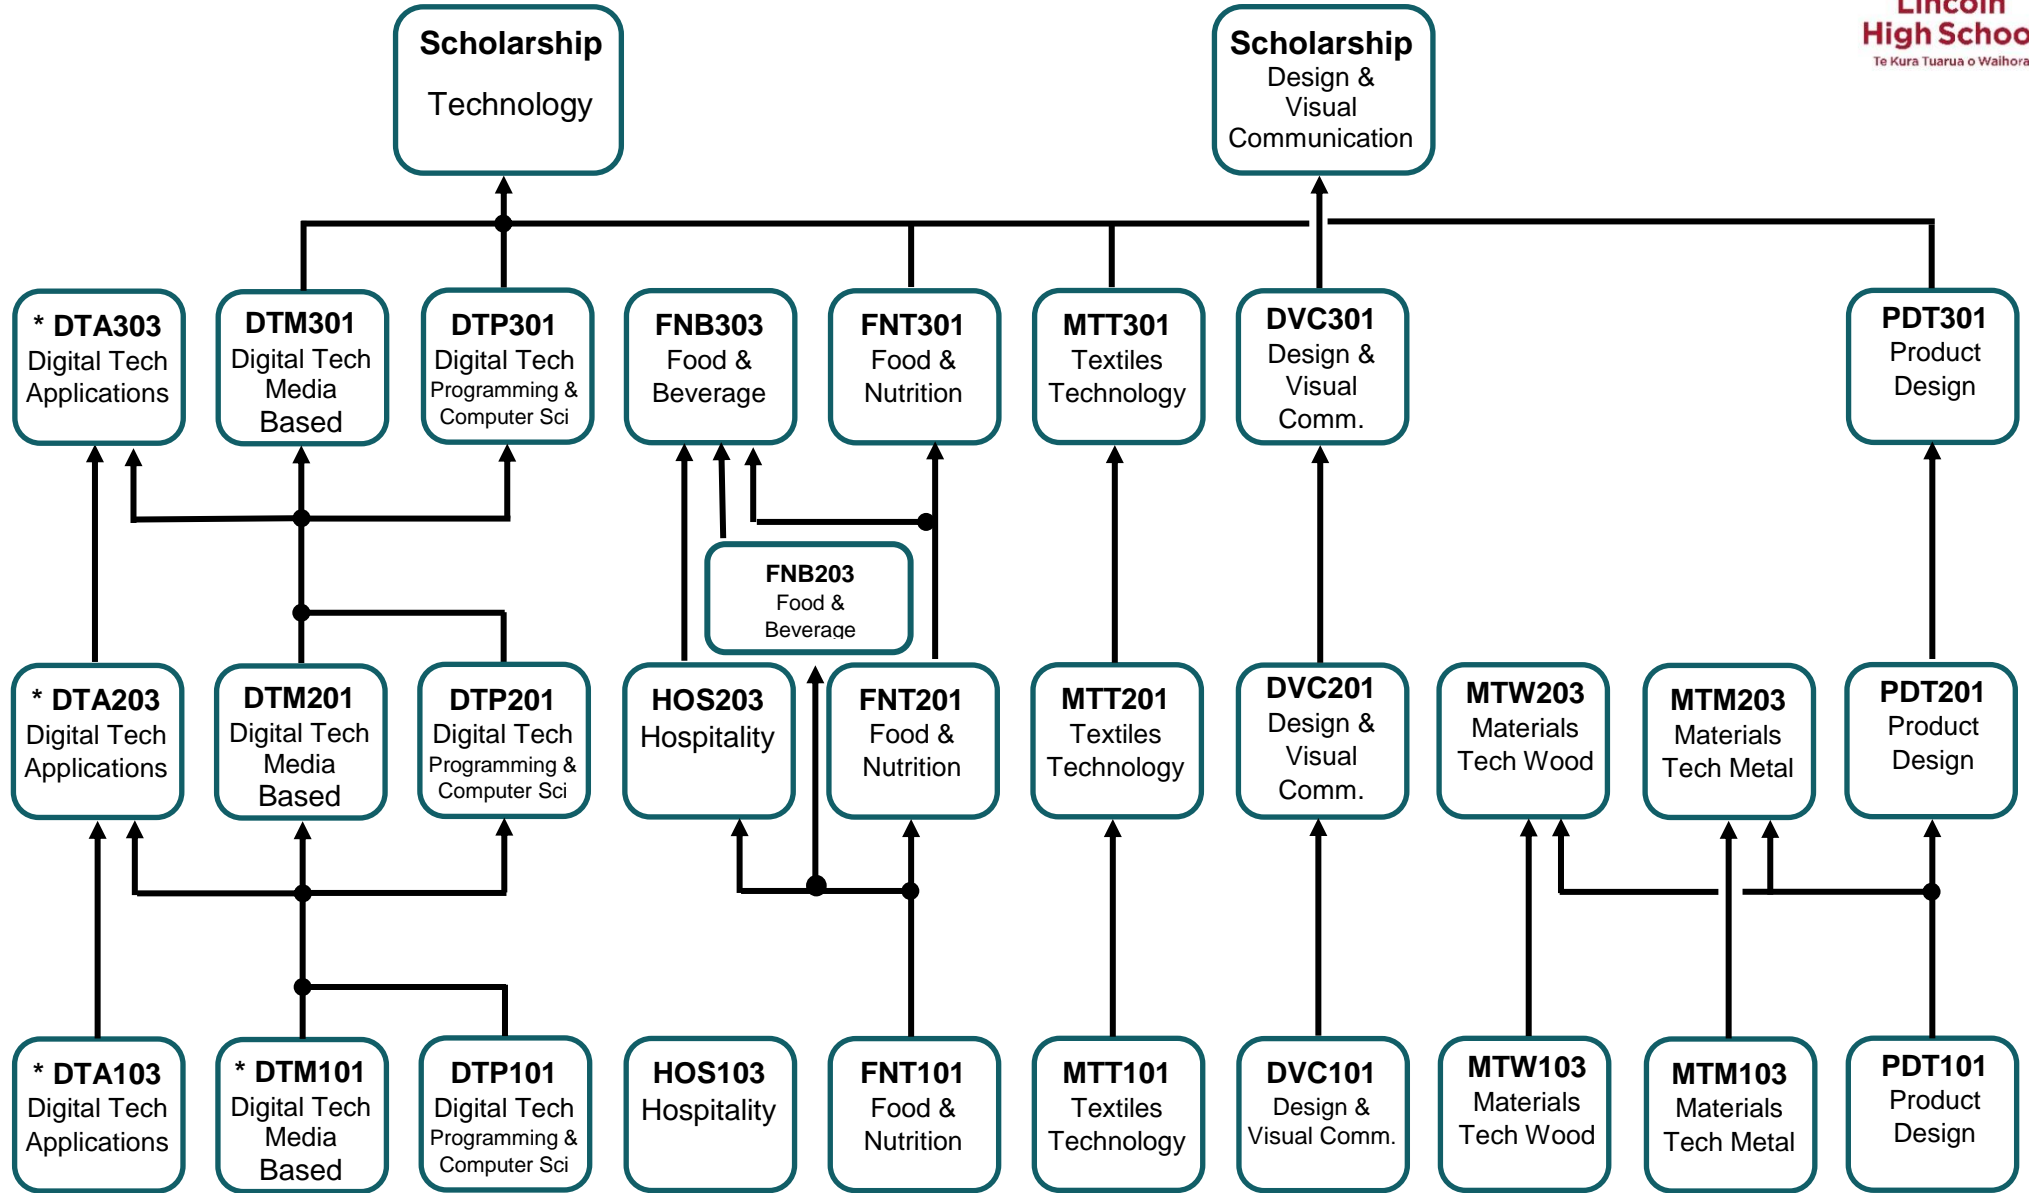 Lincoln
High School
Te Kura Tuarua o Waihora
Scholarship
Technology
Scholarship
Design &
Visual
Communication
* DTA303
Digital Tech
Applications
DTM301
Digital Tech
Media
Based
DTP301
Digital Tech
Programming &
Computer Sci
FNB303
Food &
Beverage
FNT301
Food &
Nutrition
MTT301
Textiles
Technology
DVC301
Design &
Visual
Comm.
PDT301
Product
Design
FNB203
Food &
Beverage
* DTA203
Digital Tech
Applications
DTM201
Digital Tech
Media
Based
DTP201
Digital Tech
Programming &
Computer Sci
HOS203
Hospitality
FNT201
Food &
Nutrition
MTT201
Textiles
Technology
DVC201
Design &
Visual
Comm.
MTW203
Materials
Tech Wood
MTM203
Materials
Tech Metal
PDT201
Product
Design
* DTA103
Digital Tech
Applications
* DTM101
Digital Tech
Media
Based
DTP101
Digital Tech
Programming &
Computer Sci
HOS103
Hospitality
FNT101
Food &
Nutrition
MTT101
Textiles
Technology
DVC101
Design &
Visual Comm.
MTW103
Materials
Tech Wood
MTM103
Materials
Tech Metal
PDT101
Product
Design